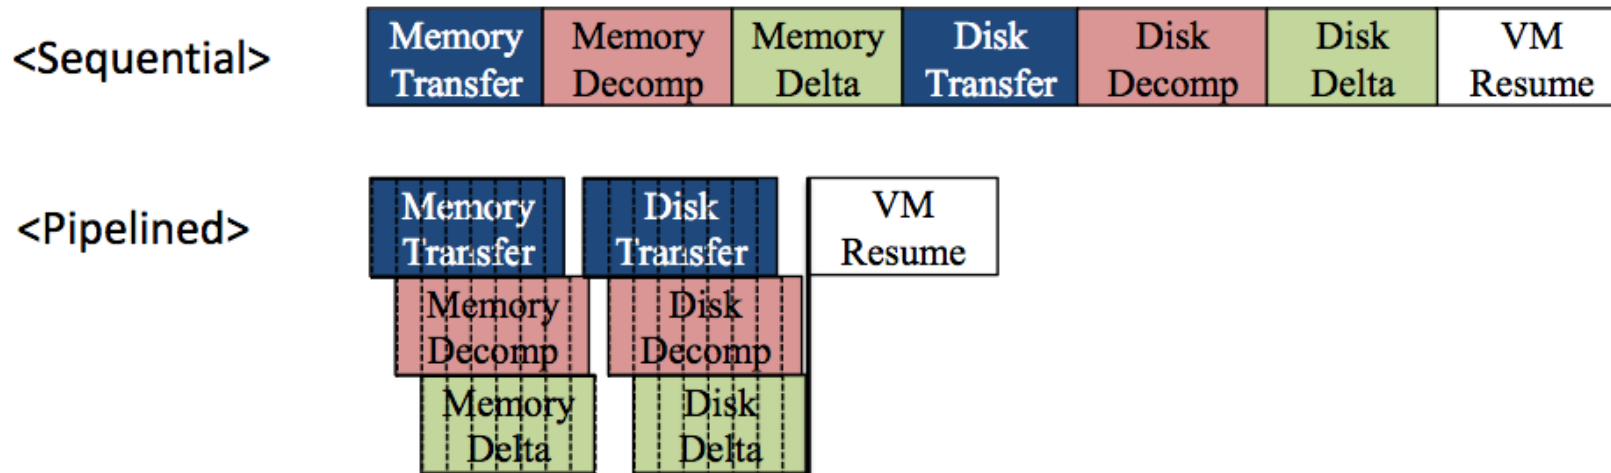 <Sequential>
Memory Transfer
Memory Decomp
Memory Delta
Disk Transfer
Disk Decomp
Disk Delta
VM Resume
<Pipelined>
Memory Transfer
Disk Transfer
VM Resume
Memory Decomp
Disk Decomp
Memory Delta
Disk Delta